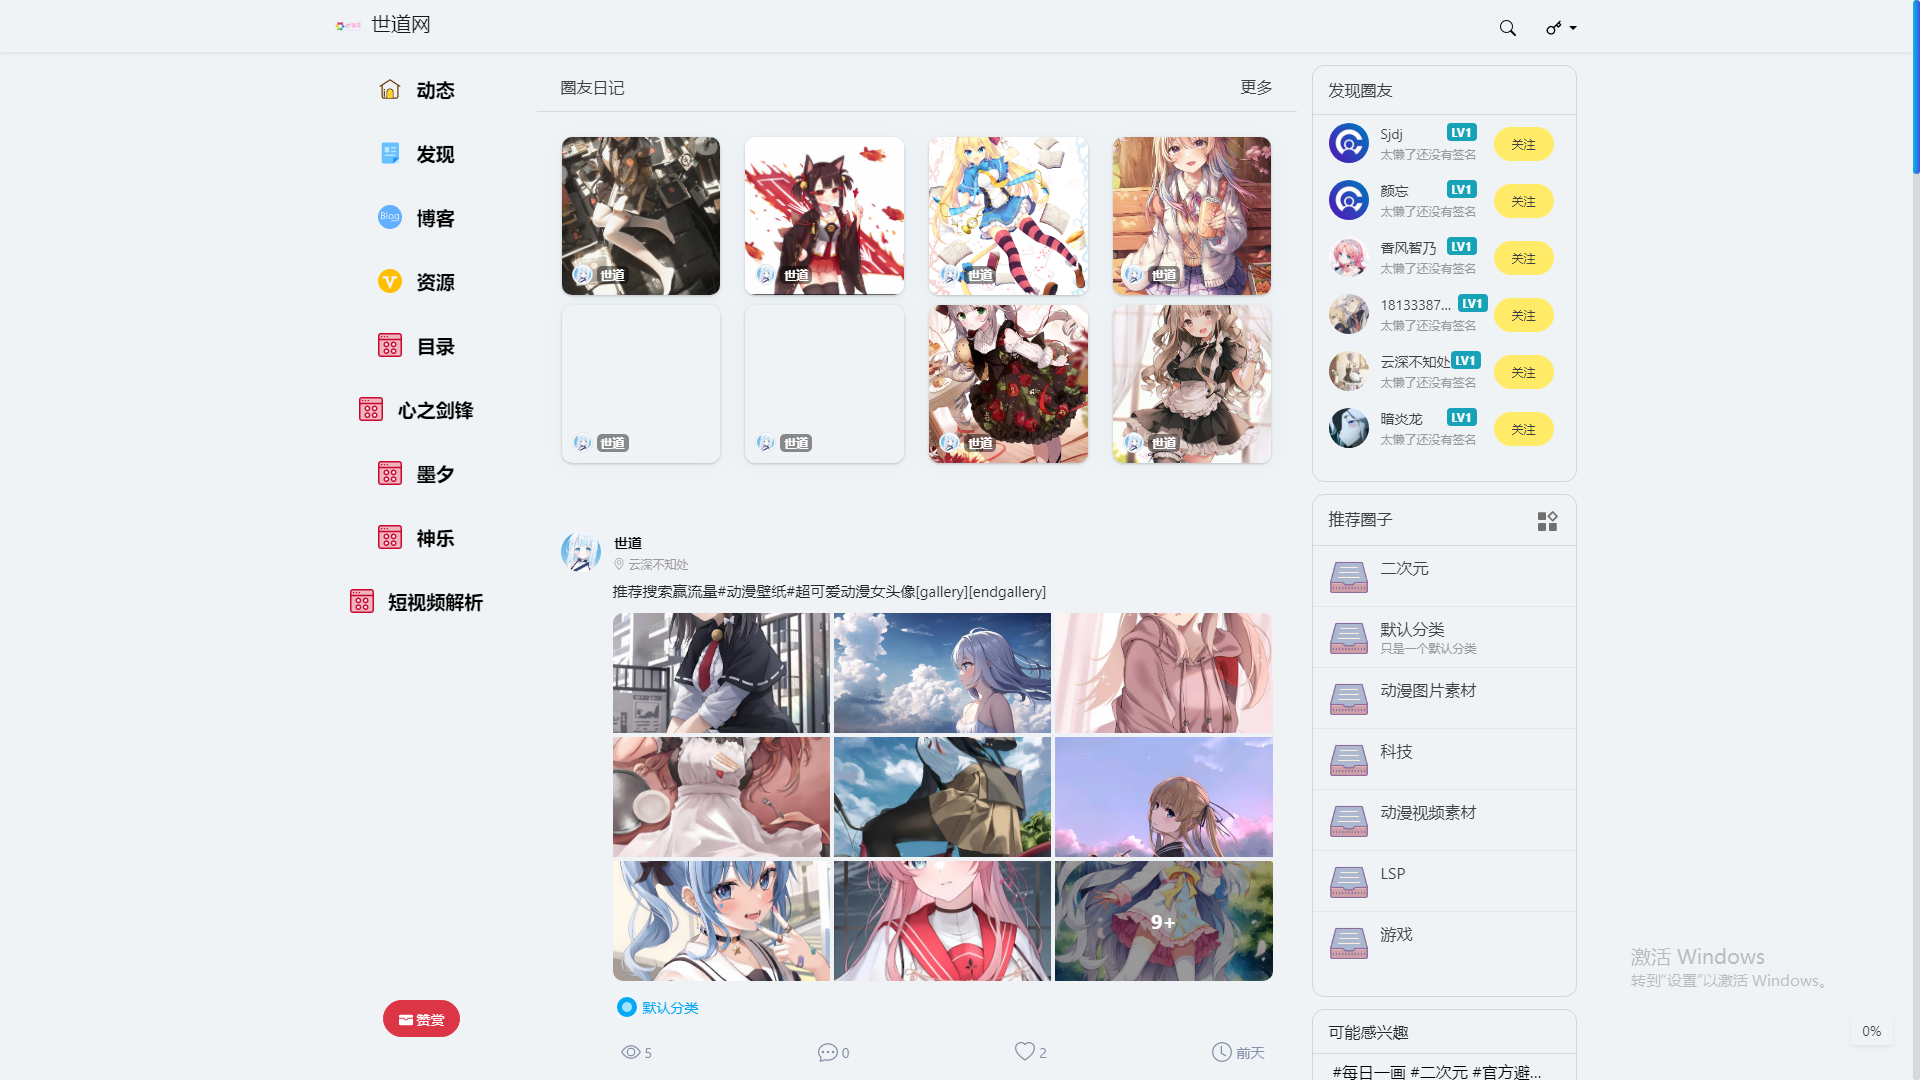 世道网
动态
发现
Blog
博客
资源
目录
心之剑锋
墨夕
神乐
短视频解析
赞赏
圈友日记
更多
世道
世道
世道
世道
世道
世道
世道
世道
世道
云深不知处
推荐搜索赢流量#动漫壁纸#超可爱动漫女头像[gallery][endgallery]
9+
默认分类
5
0
2
前天
发现圈友
Sjdj LV1
太懒了还没有签名
关注
颜忘 LV1
太懒了还没有签名
关注
香风智乃 LV1
太懒了还没有签名
关注
18133387... LV1
太懒了还没有签名
关注
云深不知处 LV1
太懒了还没有签名
关注
暗炎龙 LV1
太懒了还没有签名
关注
推荐圈子
二次元
默认分类
只是一个默认分类
动漫图片素材
科技
动漫视频素材
LSP
游戏
可能感兴趣
#每日一画 #二次元 #官方避...
激活 Windows
转到“设置”以激活 Windows。
0%